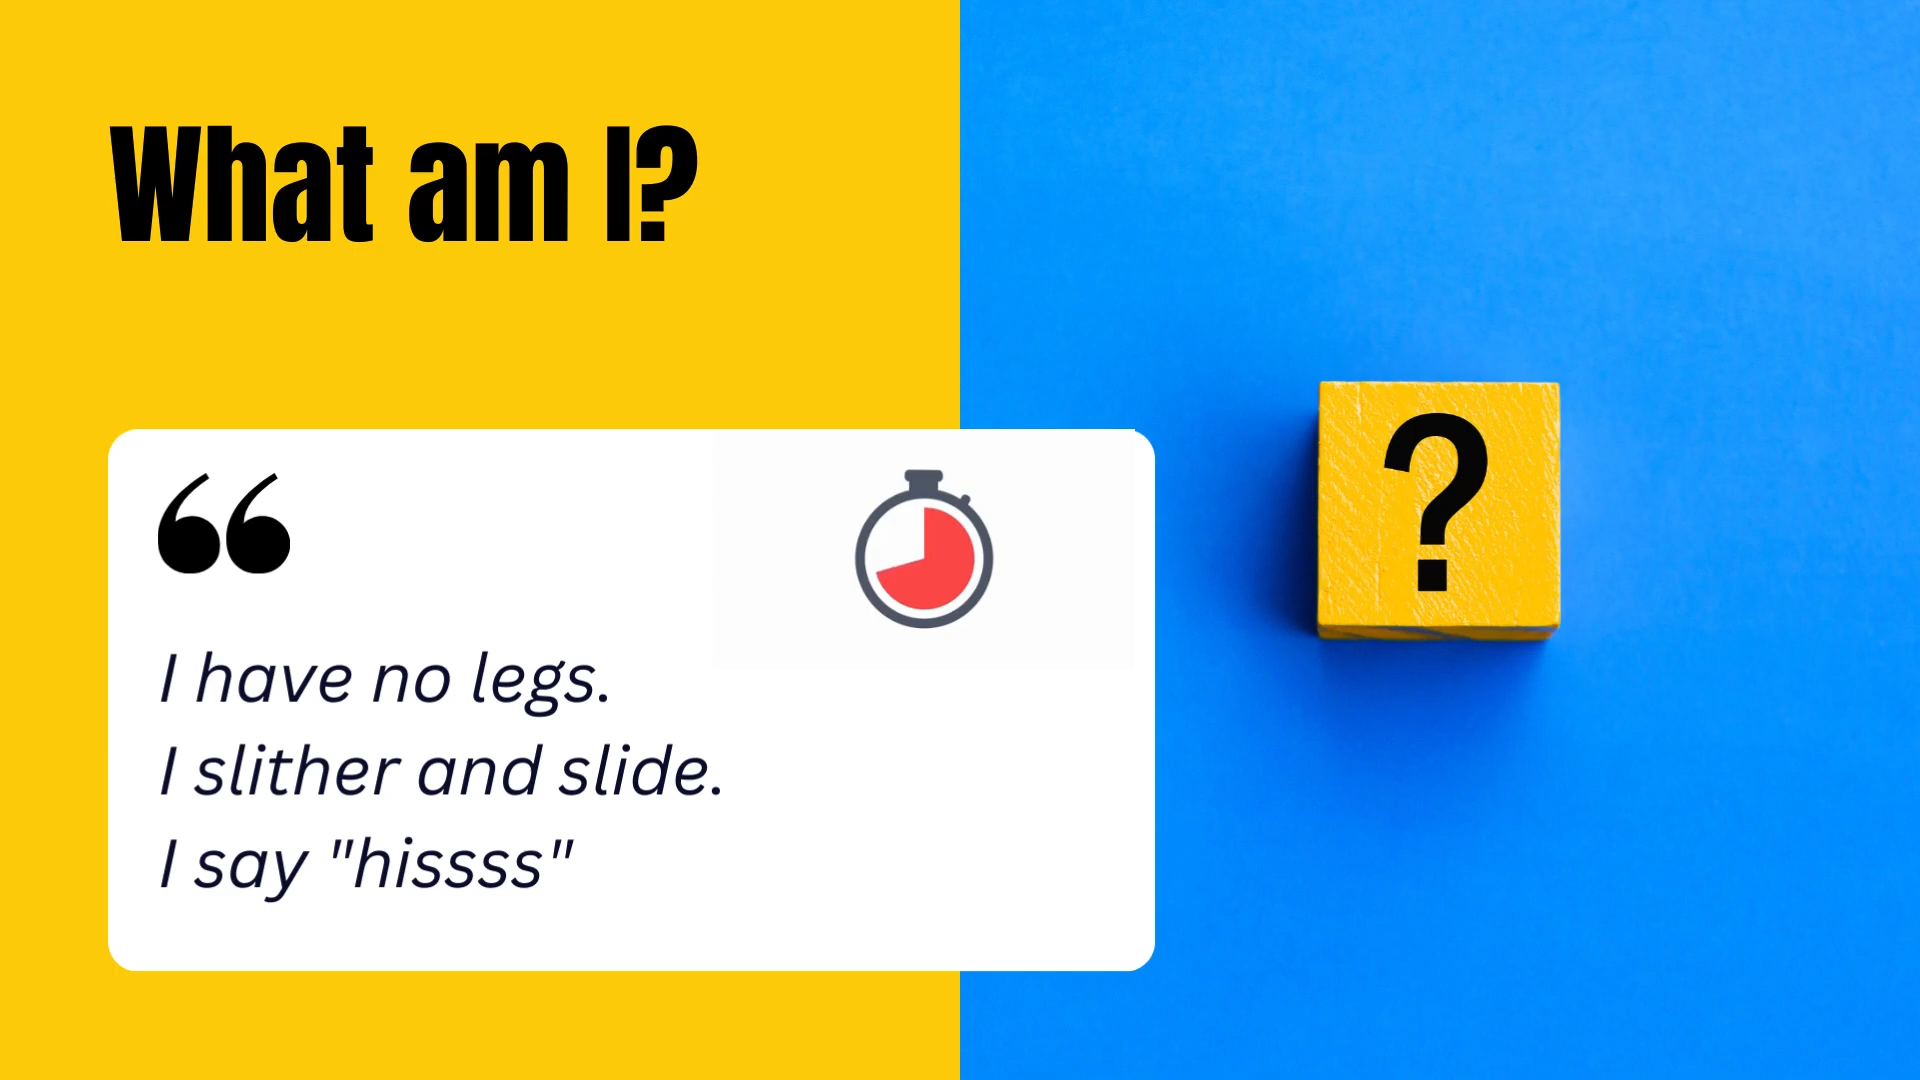 What am I?
?
“
I have no legs.
I slither and slide.
I say "hissss"